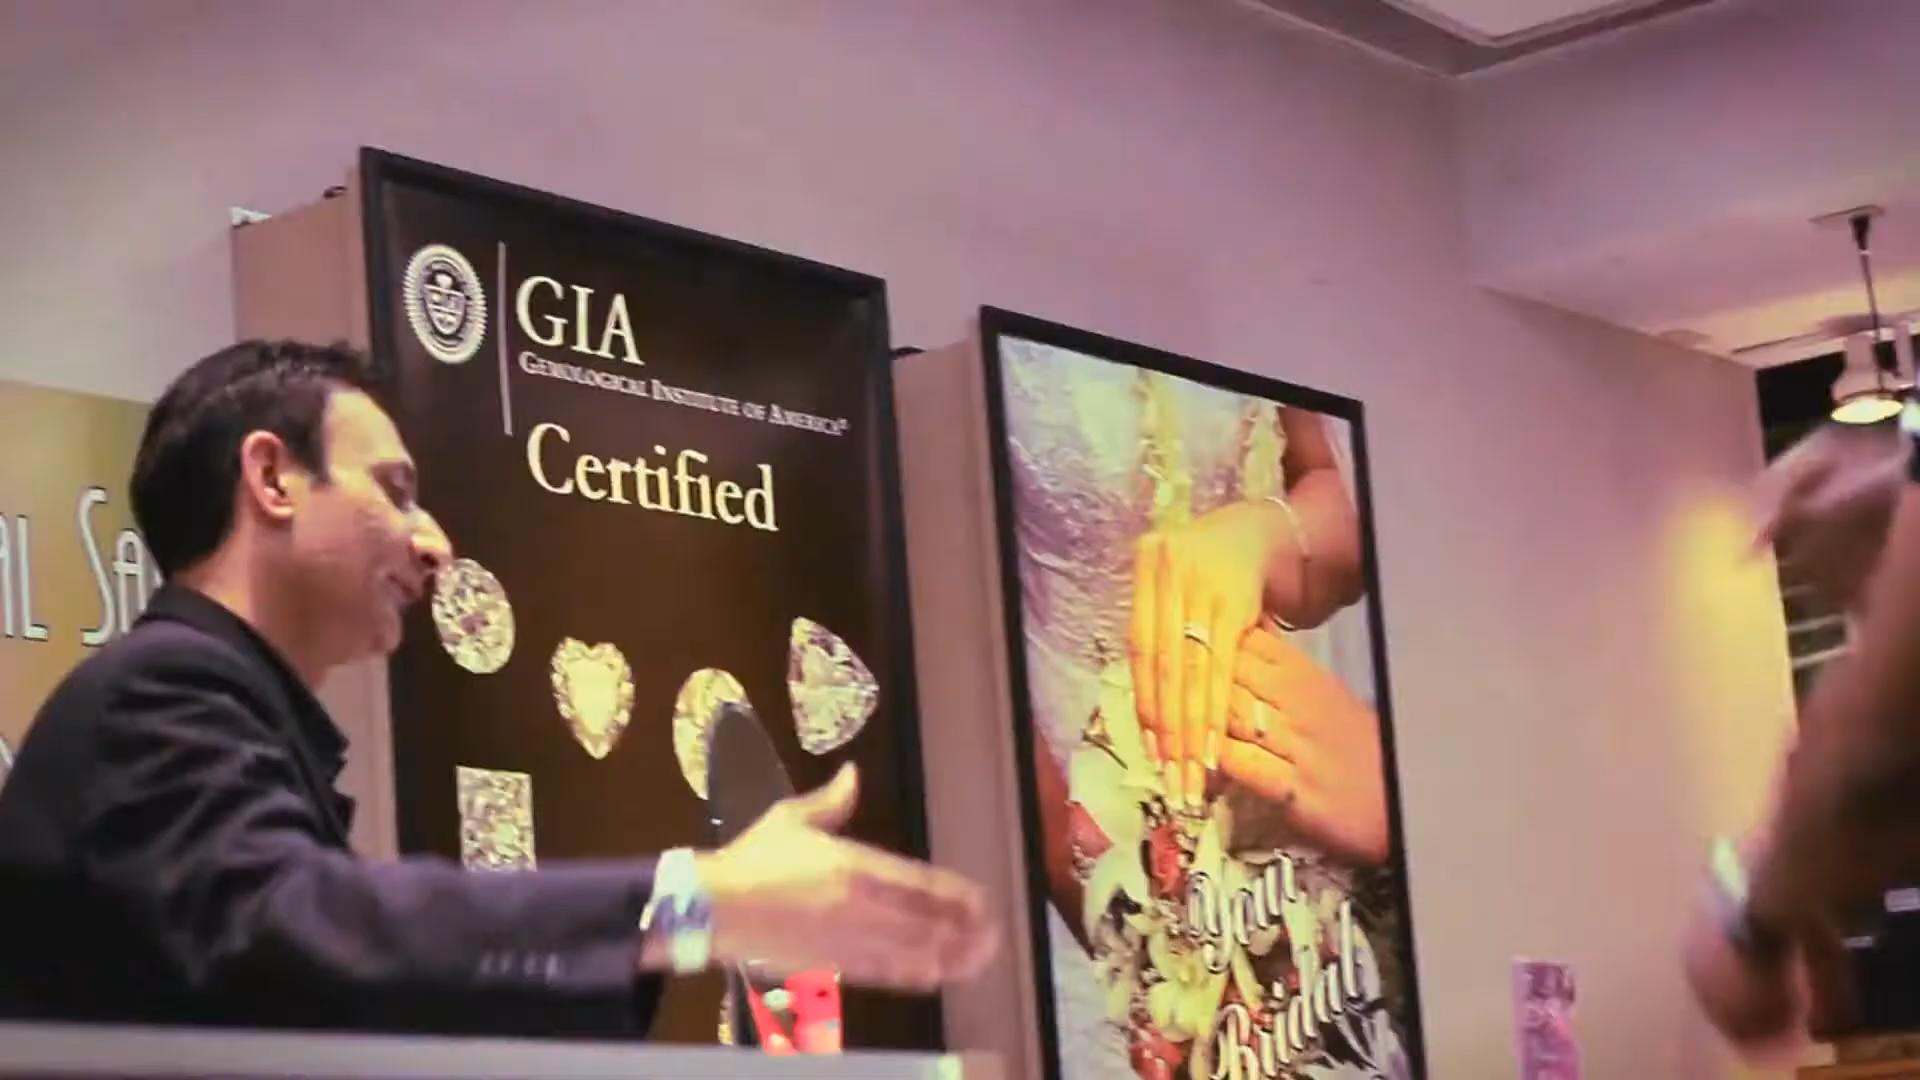 GIA
GEMOLOGICAL INSTITUTE OF AMERICA®
Certified
Your
Bridal